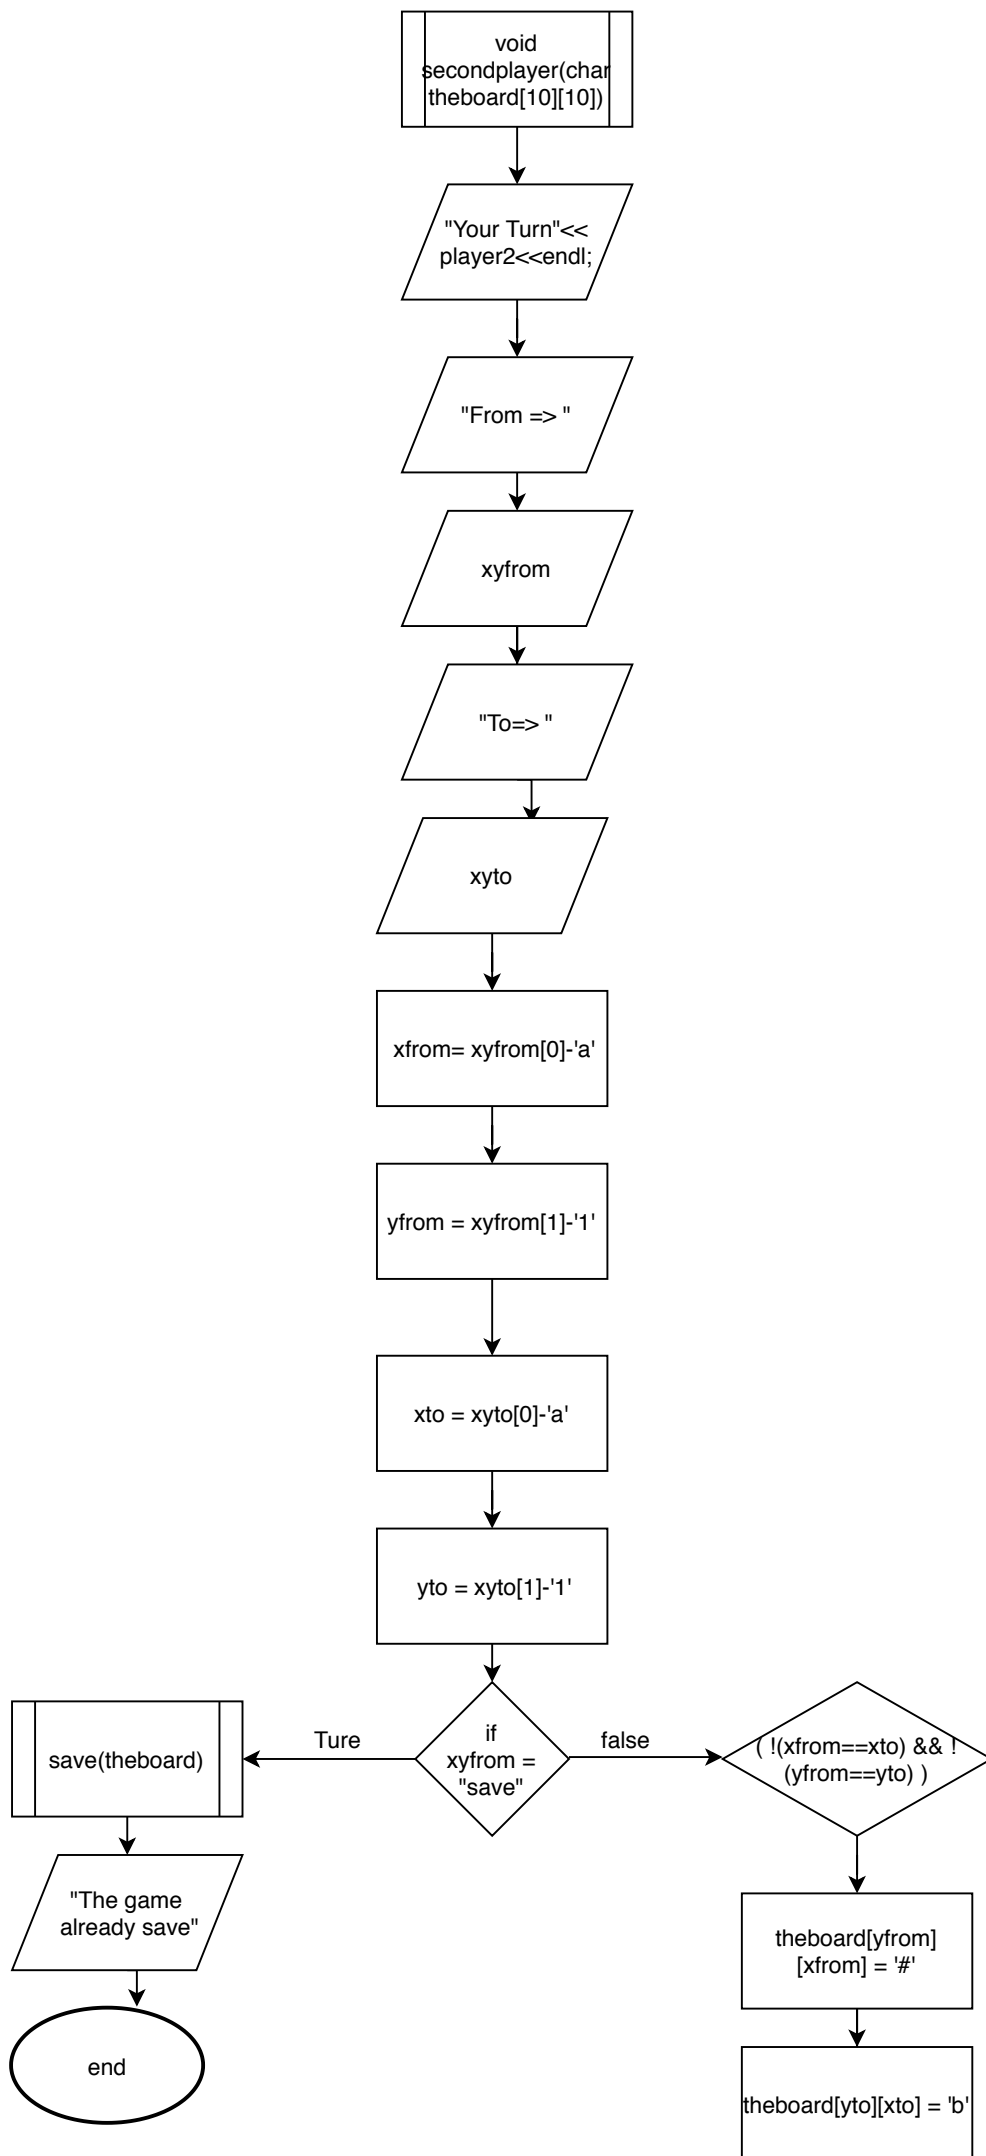 void
secondplayer(char
theboard[10][10])
"Your Turn"<<
player2<<endl;
"From => "
xyfrom
"To=> "
xyto
xfrom= xyfrom[0]-'a'
yfrom = xyfrom[1]-'1'
xto = xyto[0]-'a'
yto = xyto[1]-'1'
if
xyfrom =
"save"
Ture
false
save(theboard)
( !(xfrom==xto) && !
(yfrom==yto) )
"The game
already save"
theboard[yfrom]
[xfrom] = '#'
end
theboard[yto][xto] = 'b'